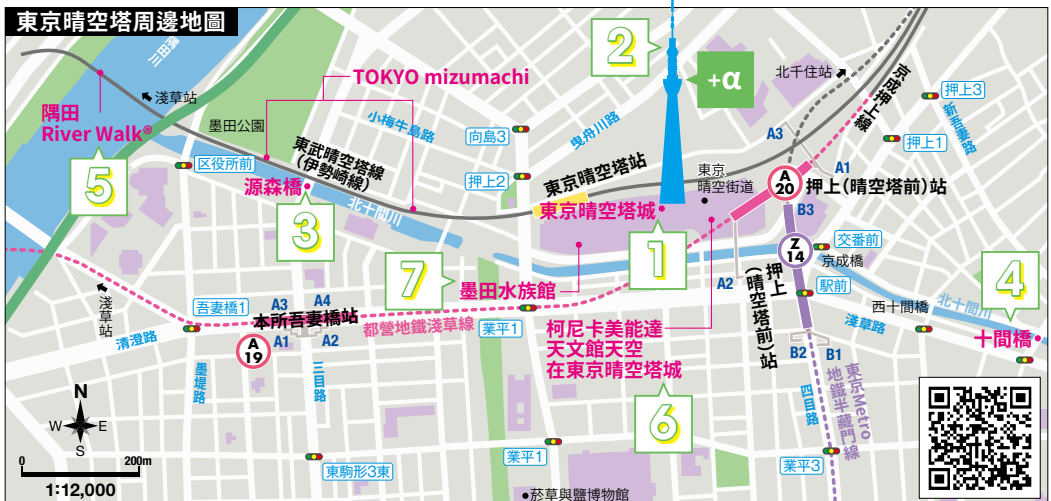 東京晴空塔周邊地圖
隅田川
淺草站
隅田
River Walk®
5
墨田公園
TOKYO mizumachi
小梅牛島路
東武晴空塔線
(伊勢崎線)
区役所前
源森橋
3
北十間川
向島3
押上2
曳舟川路
2
+α
北千住站
京成押上線
押上3
新吾妻路
押上1
A3
A1
東京晴空塔站
東京
晴空街道
A
20
押上(晴空塔前)站
B3
東京晴空塔城
1
Z
14
交番前
京成橋
4
7
墨田水族館
A2
押上
(晴空塔前)站
駅前
西十間橋
北十間川
淺草路
十間橋
淺草站
吾妻橋1
A3
A4
本所吾妻橋站
A1
A2
清澄路
A
19
都營地鐵淺草線
業平1
柯尼卡美能達
天文館天空
在東京晴空塔城
6
B2
B1
墨堤路
三目路
四目路
東京Metro
地鐵半藏門線
N
W
E
S
0
200m
1:12,000
東駒形3東
業平1
業平3
菸草與鹽博物館